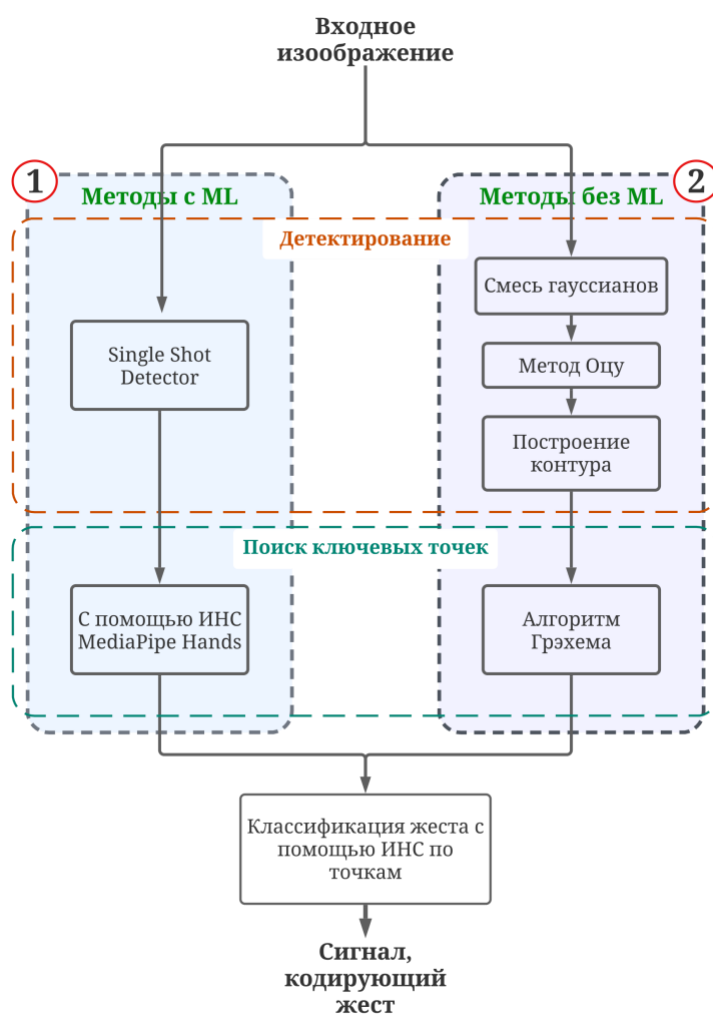 Входное
изоображение
1
Методы с ML
Методы без ML
2
Детектирование
Смесь гауссианов
Single Shot
Detector
Метод Оцу
Построение
контура
Поиск ключевых точек
С помощью ИНС
MediaPipe Hands
Алгоритм
Грэхема
Классификация жеста с
помощью ИНС по
точкам
Сигнал,
кодирующий
жест